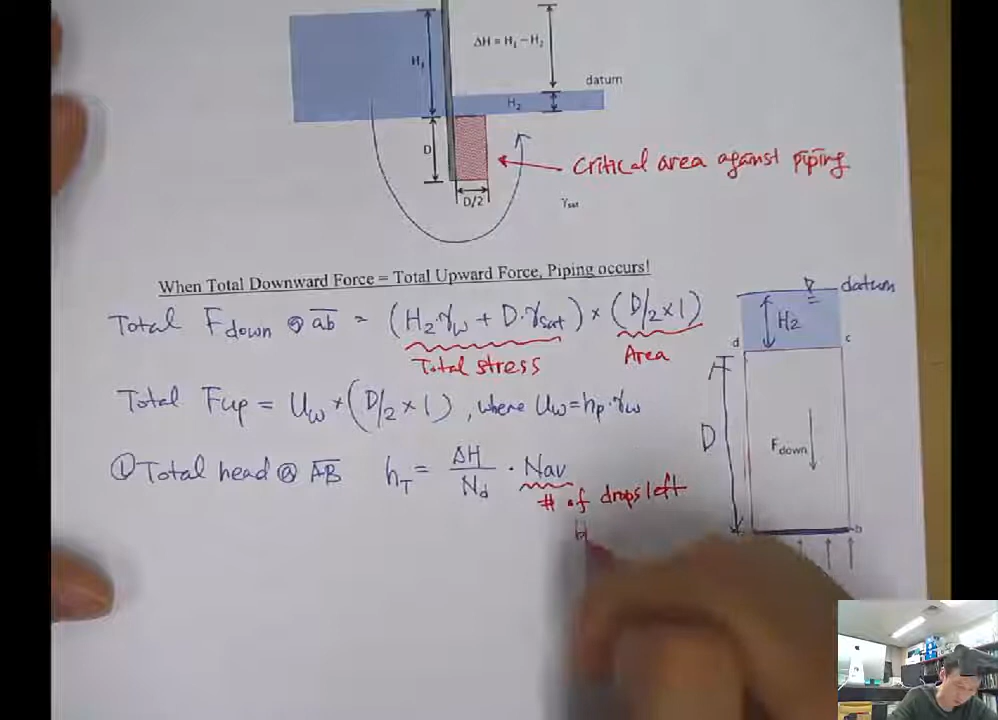 H₁
ΔH = H₁ – H₂
datum
H₂
D
D/2
γsat
critical area against piping
When Total Downward Force = Total Upward Force, Piping occurs!
Total Fdown @ ab = (H₂·γw + D·γsat) × (D/2 × 1)
Total stress
Area
datum
H₂
d
c
Total Fup = Uw × (D/2 × 1), where Uw = hp·γw
D
Fdown
① Total head @ AB hT = ΔH / Nd · Nav
# of drops left
b